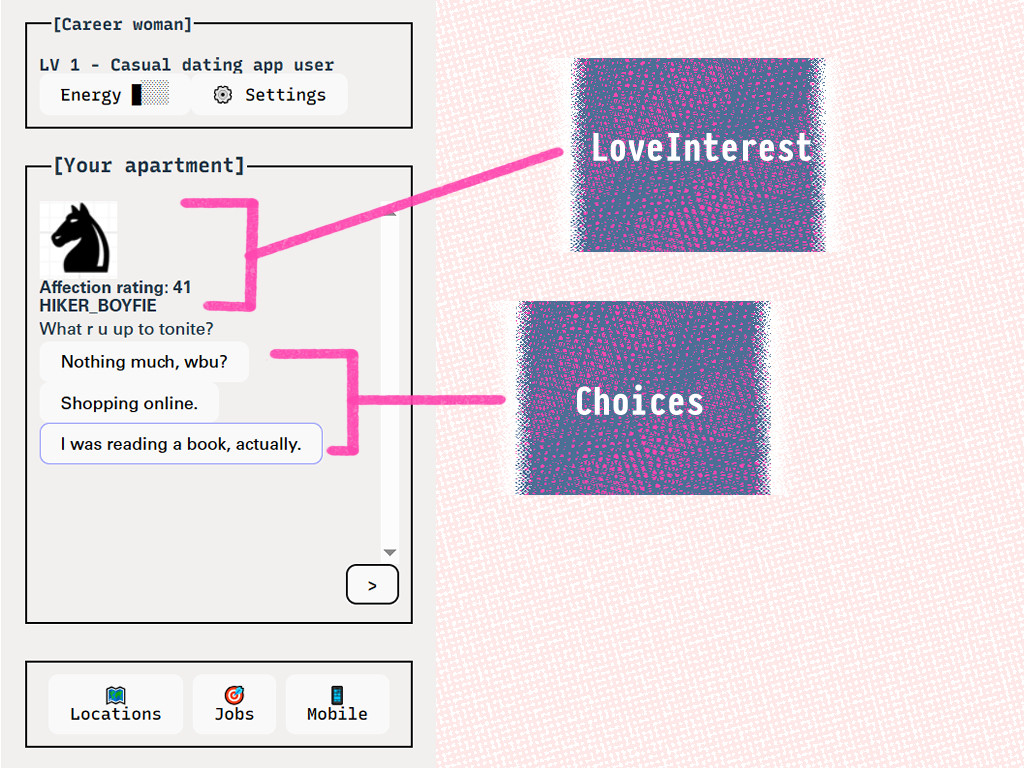 [Career woman]
LV 1 - Casual dating app user
Energy
Settings
[Your apartment]
Affection rating: 41
HIKER_BOYFIE
What r u up to tonite?
Nothing much, wbu?
Shopping online.
I was reading a book, actually.
>
Locations
Jobs
Mobile
LoveInterest
Choices